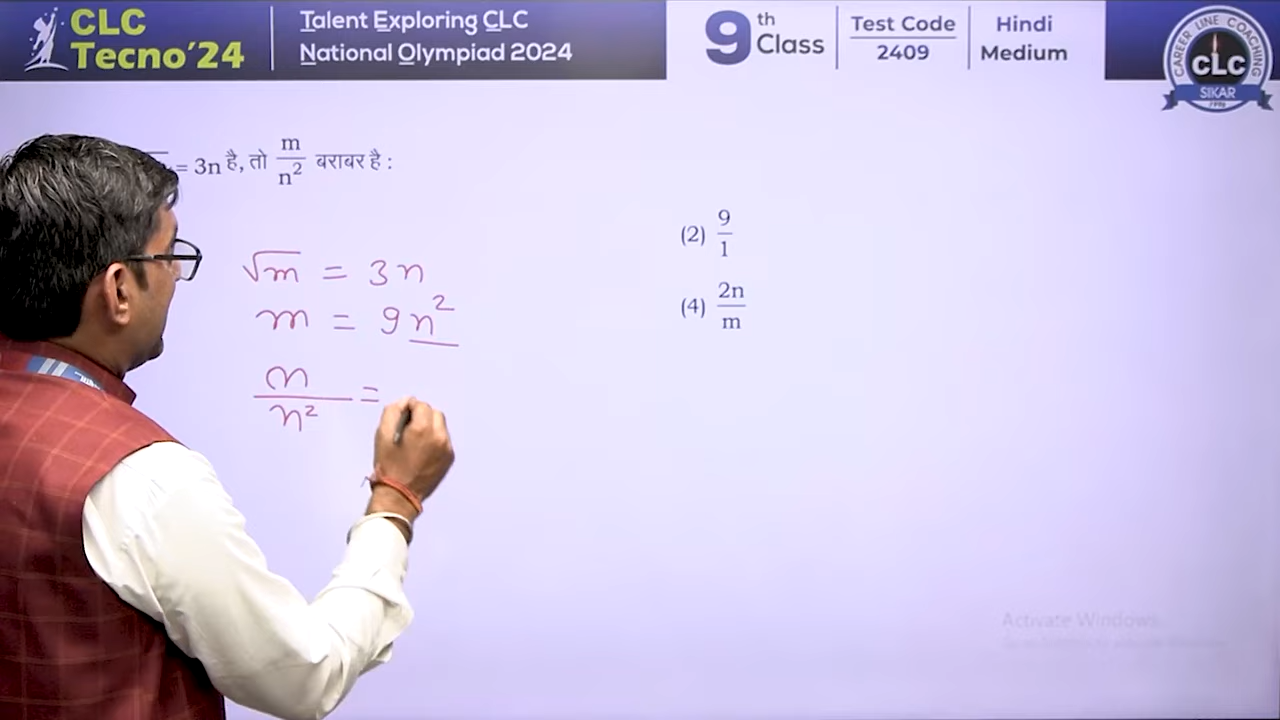 CLC
Tecno'24
Talent Exploring CLC
National Olympiad 2024
9th Class
Test Code
2409
Hindi
Medium
CAREER LINE COACHING
CLC
SIKAR
= 3n है, तो m/n² बराबर है :
(2) 9/1
(4) 2n/m
√m = 3n
m = 9n²
m/n² =
Activate Windows